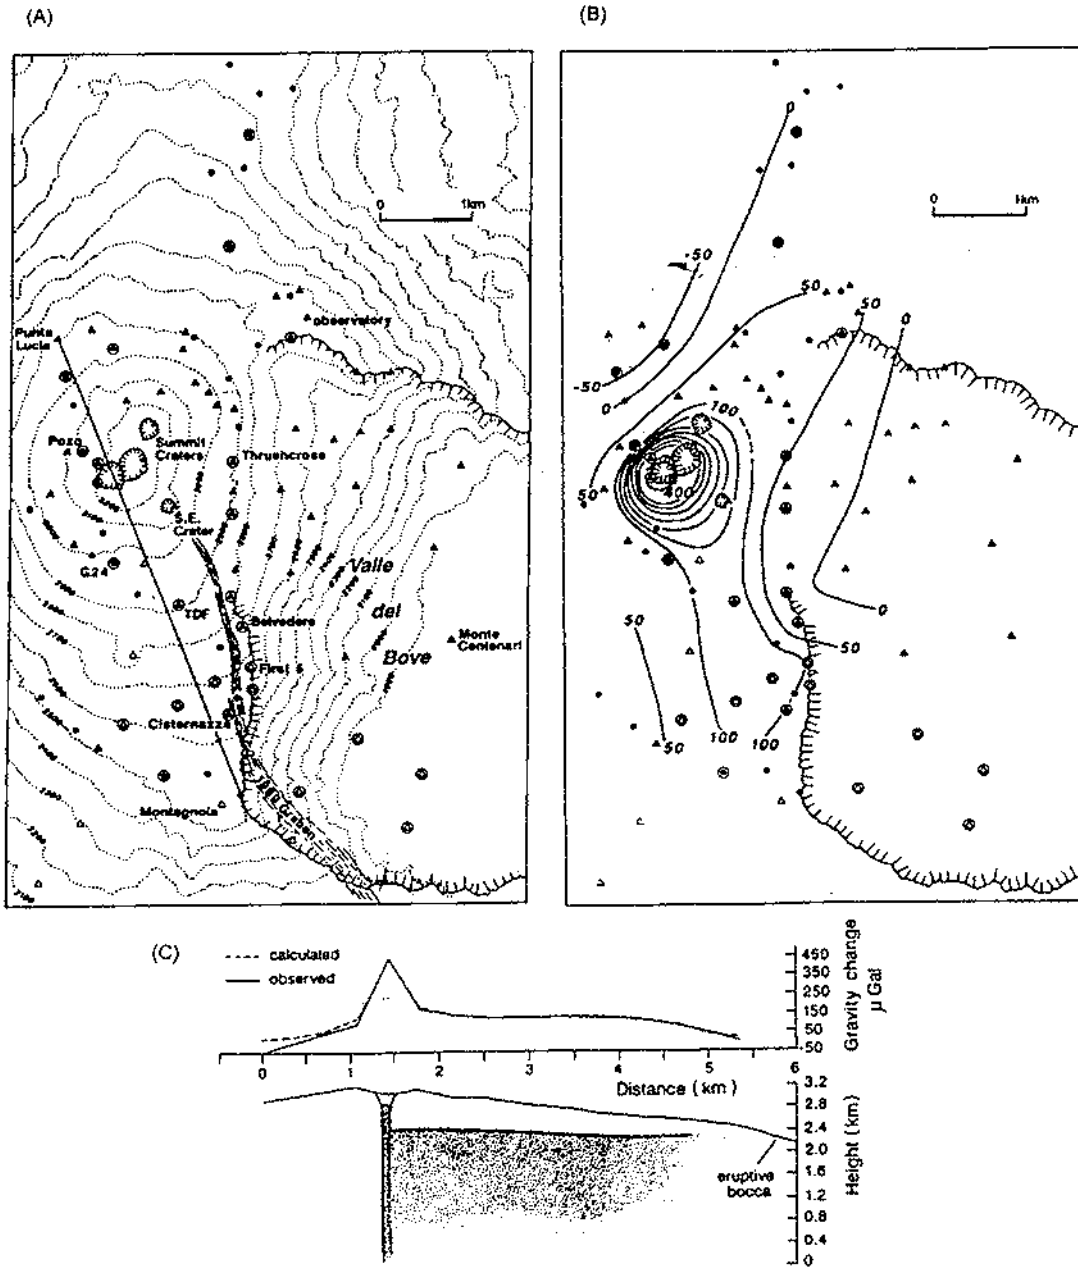 (A)
(B)
0 1km
0 1km
Punta
Lucia
observatory
Pozo
Summit
Craters
Thrushcross
S.E.
Crater
G24
TDF
Valle
del
Bove
Belvedere
Monte
Centenari
First 5
Cisternazza
Montagnola
1989 Graben
0
-50
50
50
0
-50
0
100
50
400
0
50
50
50
100
100
(C)
calculated
observed
450
350
250
150
50
50
Gravity change
μ Gal
0 1 2 3 4 5 6
Distance (km)
3.2
2.8
2.4
2.0
1.6
1.2
0.8
0.4
0
Height (km)
eruptive
bocca